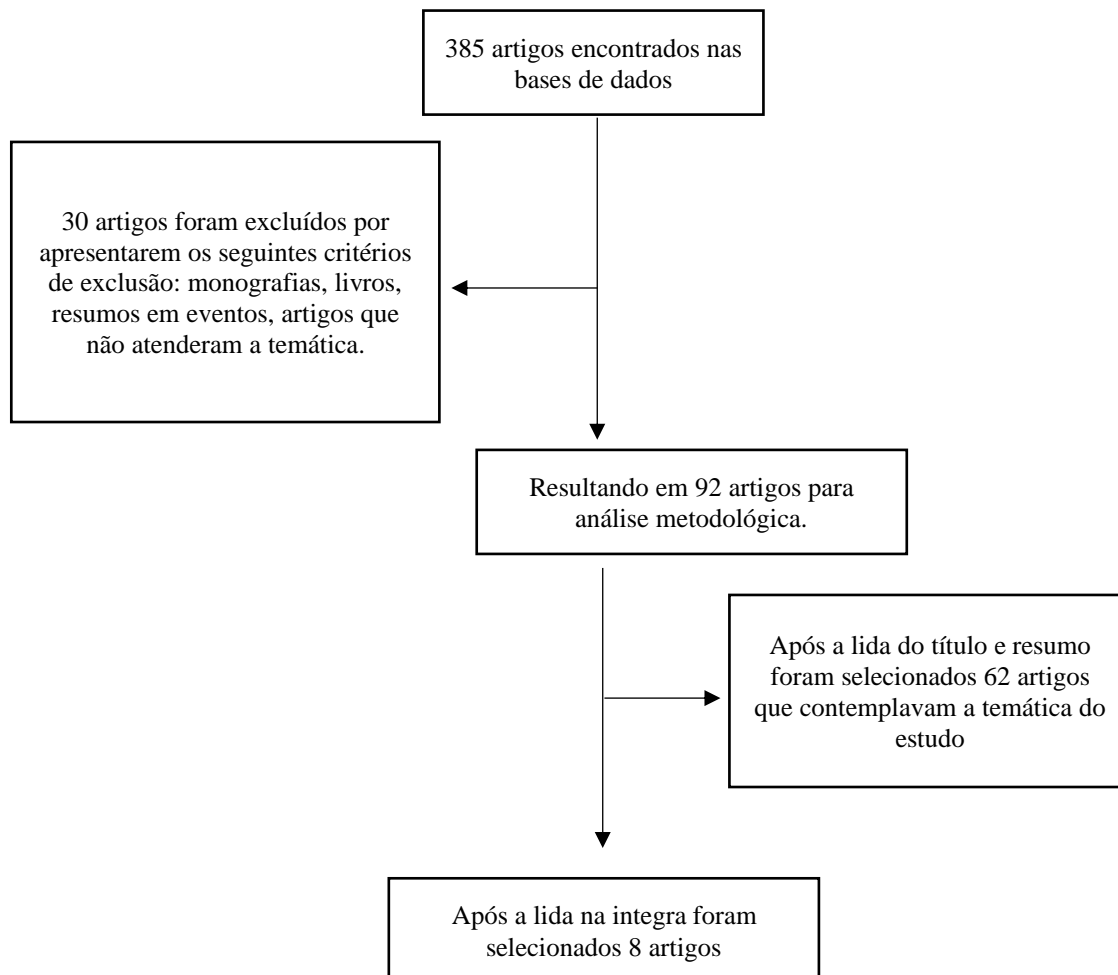 385 artigos encontrados nas
bases de dados
30 artigos foram excluídos por
apresentarem os seguintes critérios
de exclusão: monografias, livros,
resumos em eventos, artigos que
não atenderam a temática.
Resultando em 92 artigos para
análise metodológica.
Após a lida do título e resumo
foram selecionados 62 artigos
que contemplavam a temática do
estudo
Após a lida na integra foram
selecionados 8 artigos